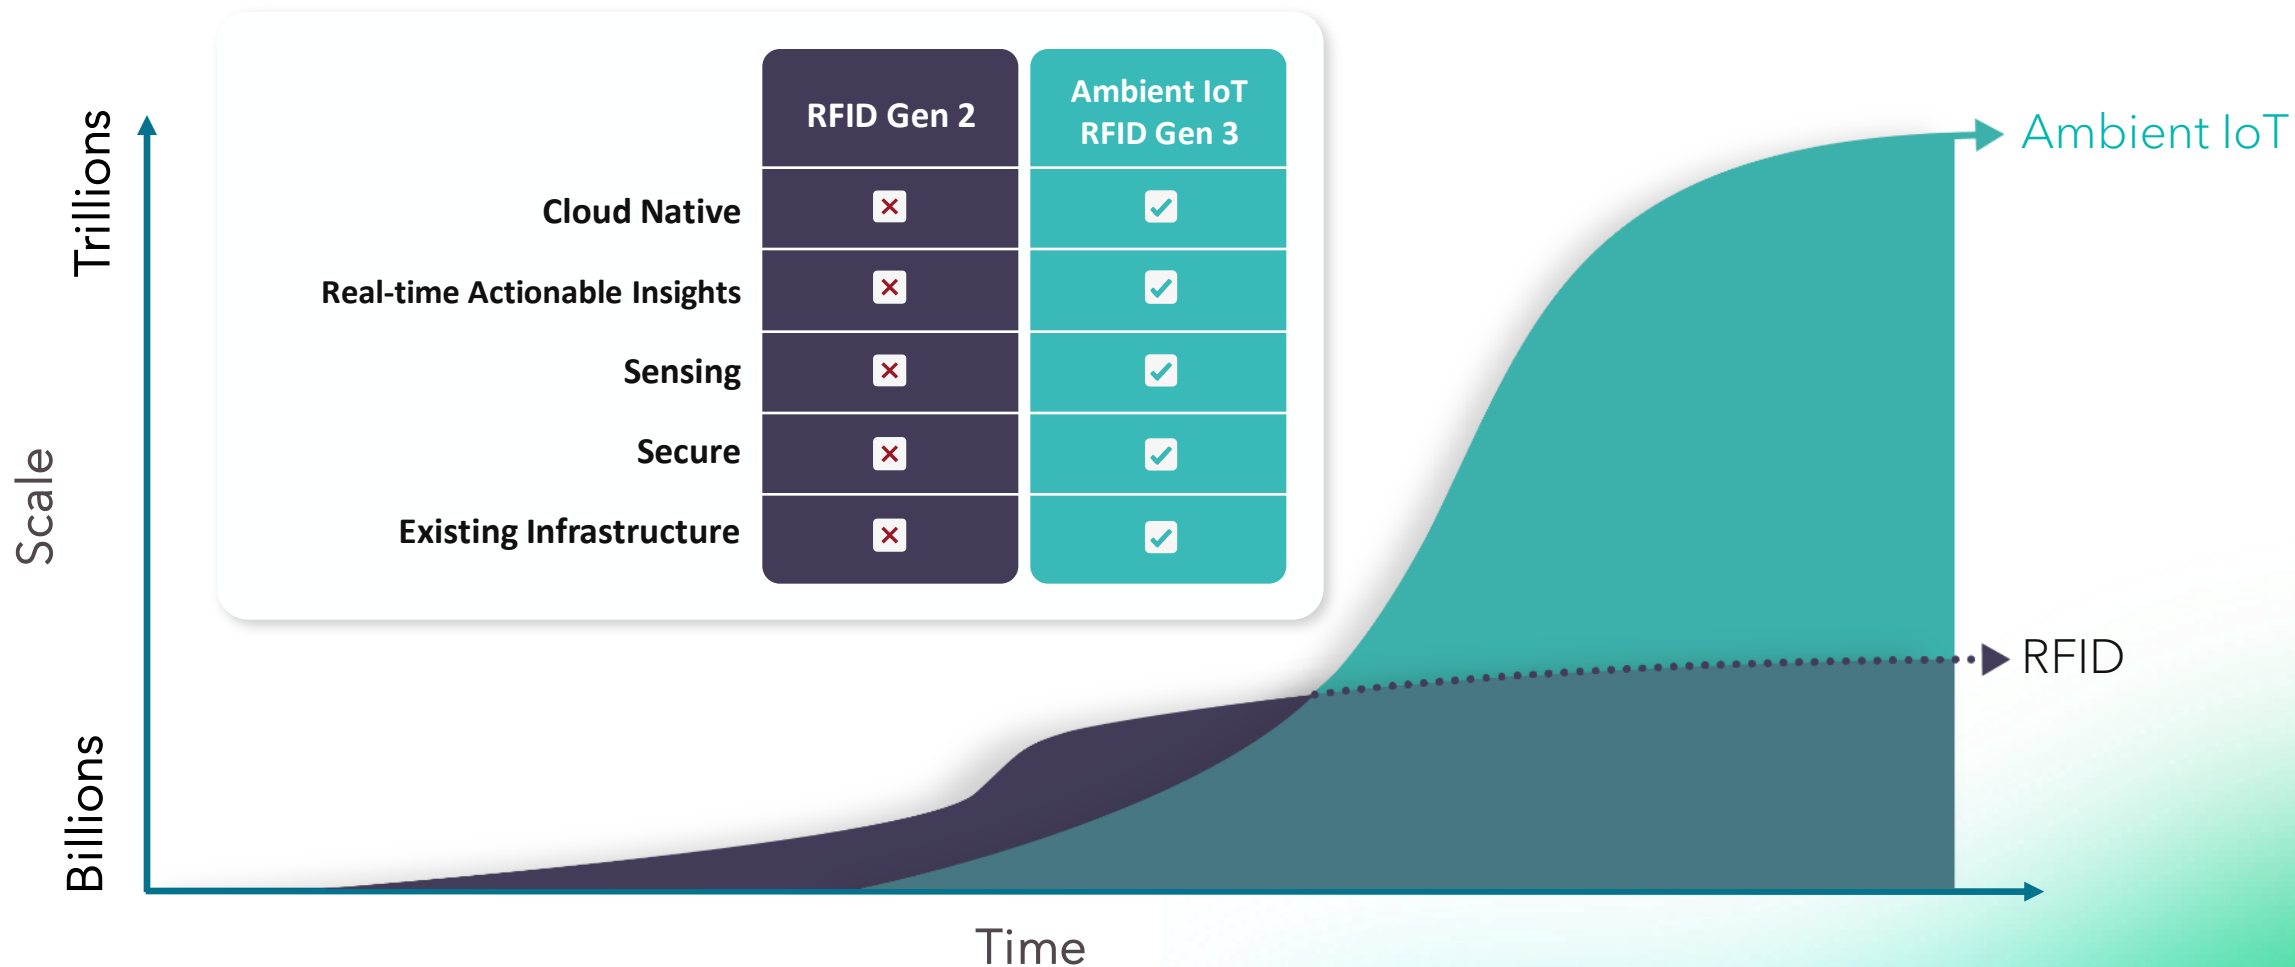 RFID Gen 2
Ambient IoT
RFID Gen 3
Cloud Native
Real-time Actionable Insights
Sensing
Secure
Existing Infrastructure
Trillions
Scale
Billions
Time
Ambient IoT
RFID